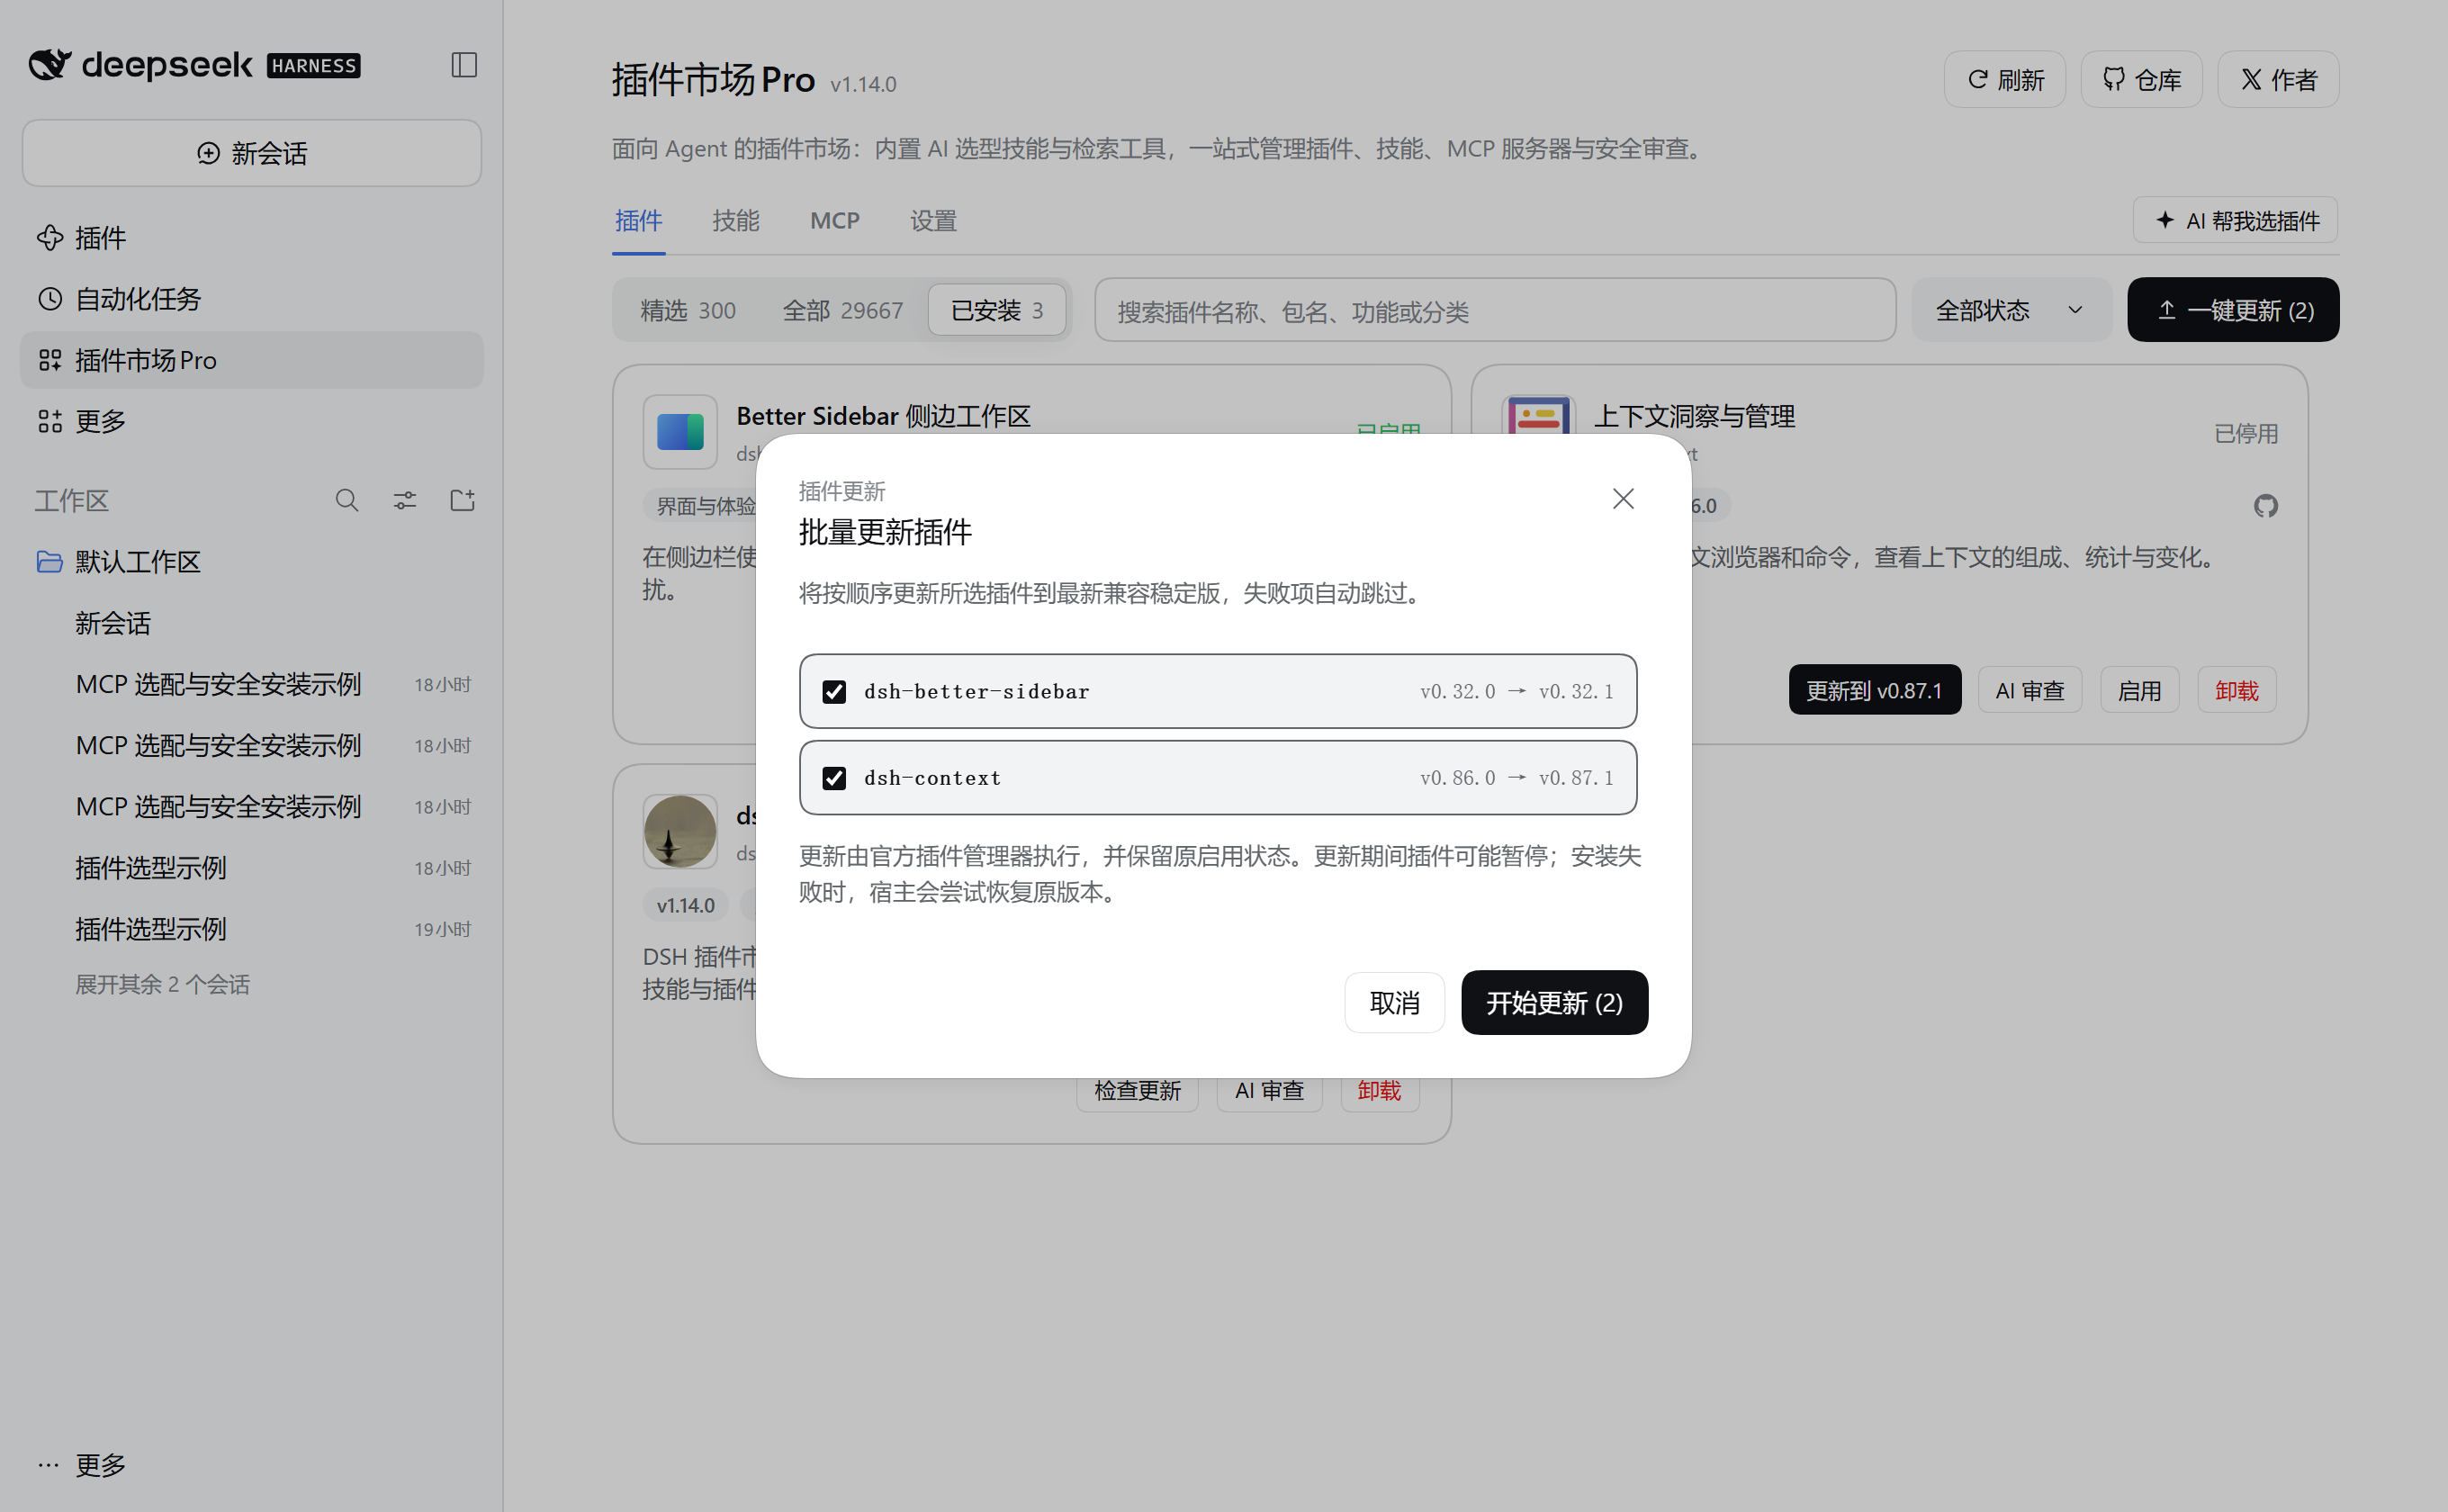 deepseek HARNESS
新会话
插件
自动化任务
插件市场Pro
更多
工作区
默认工作区
新会话
MCP 选配与安全安装示例 18小时
MCP 选配与安全安装示例 18小时
MCP 选配与安全安装示例 18小时
插件选型示例 18小时
插件选型示例 19小时
展开其余 2 个会话
更多
插件市场Pro v1.14.0
刷新
仓库
作者
面向 Agent 的插件市场：内置 AI 选型技能与检索工具，一站式管理插件、技能、MCP 服务器与安全审查。
插件 技能 MCP 设置
AI 帮我选插件
精选 300 全部 29667 已安装 3
搜索插件名称、包名、功能或分类
全部状态
一键更新 (2)
Better Sidebar 侧边工作区
已启用
界面与体验
在侧边栏使
扰。
上下文洞察与管理
已停用
文浏览器和命令，查看上下文的组成、统计与变化。
更新到 v0.87.1 AI 审查 启用 卸载
v1.14.0
DSH 插件市
技能与插件
检查更新 AI 审查 卸载
插件更新
批量更新插件
将按顺序更新所选插件到最新兼容稳定版，失败项自动跳过。
dsh-better-sidebar v0.32.0 → v0.32.1
dsh-context v0.86.0 → v0.87.1
更新由官方插件管理器执行，并保留原启用状态。更新期间插件可能暂停；安装失
败时，宿主会尝试恢复原版本。
取消 开始更新 (2)